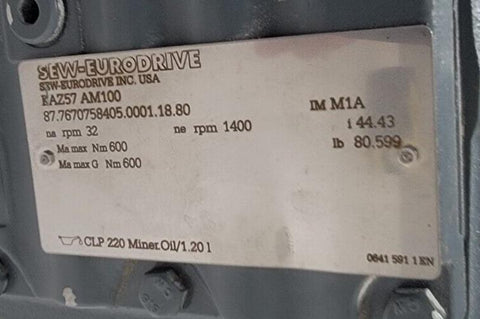 SEW-EURODRIVE
SEW-EURODRIVE INC. USA
KAZ57 AM100
87.7670758405.0001.18.80 IM M1A
na rpm 32 ne rpm 1400 i 44.43
Ma max Nm 600 lb 80.599
Ma max G Nm 600
CLP 220 Miner.Oil/1.20 l
0641 591 1 EN